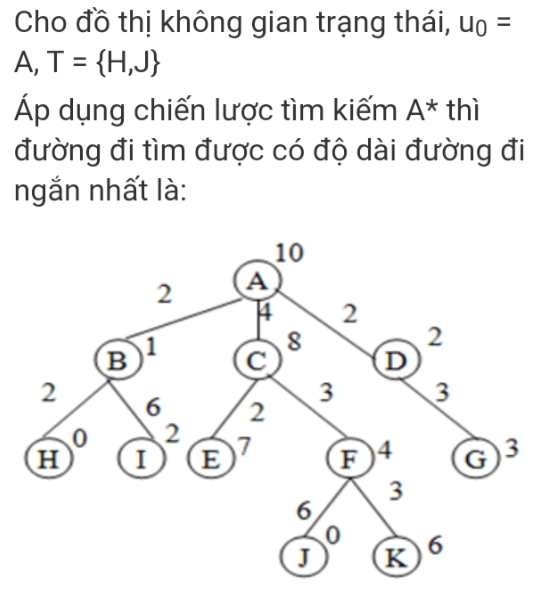 Cho đồ thị không gian trạng thái, u0 =
A, T = {H,J}
Áp dụng chiến lược tìm kiếm A* thì
đường đi tìm được có độ dài đường đi
ngắn nhất là:
10
A
2 4 2
B 1 C 8 D 2
2 6 2 3 3
H 0 I 2 E 7 F 4 G 3
6 3
J 0 K 6